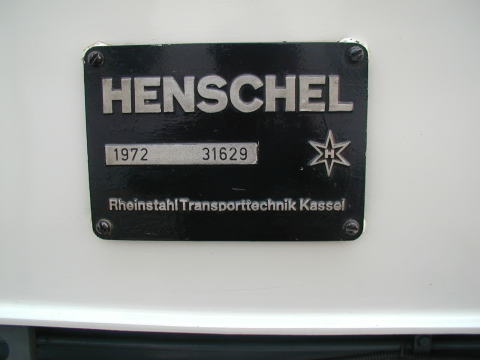 HENSCHEL
1972 31629
H
Rheinstahl Transporttechnik Kassel